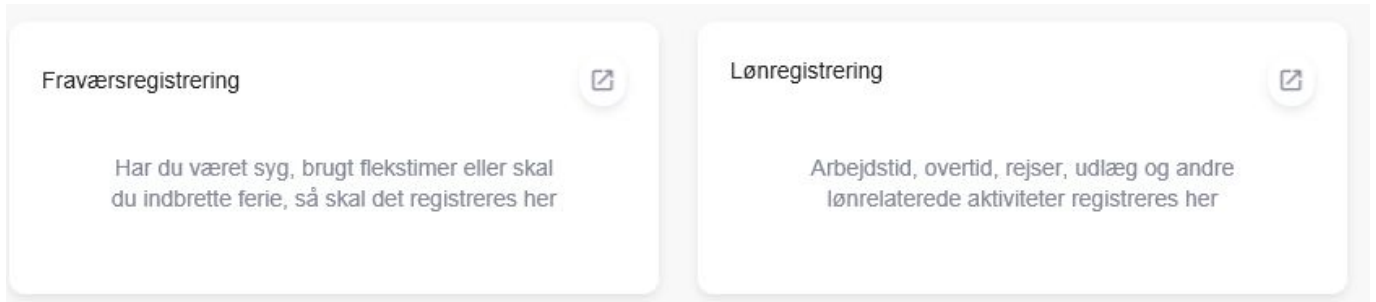 Fraværsregistrering
Har du været syg, brugt flekstimer eller skal
du indbrette ferie, så skal det registreres her
Lønregistrering
Arbejdstid, overtid, rejser, udlæg og andre
lønrelaterede aktiviteter registreres her